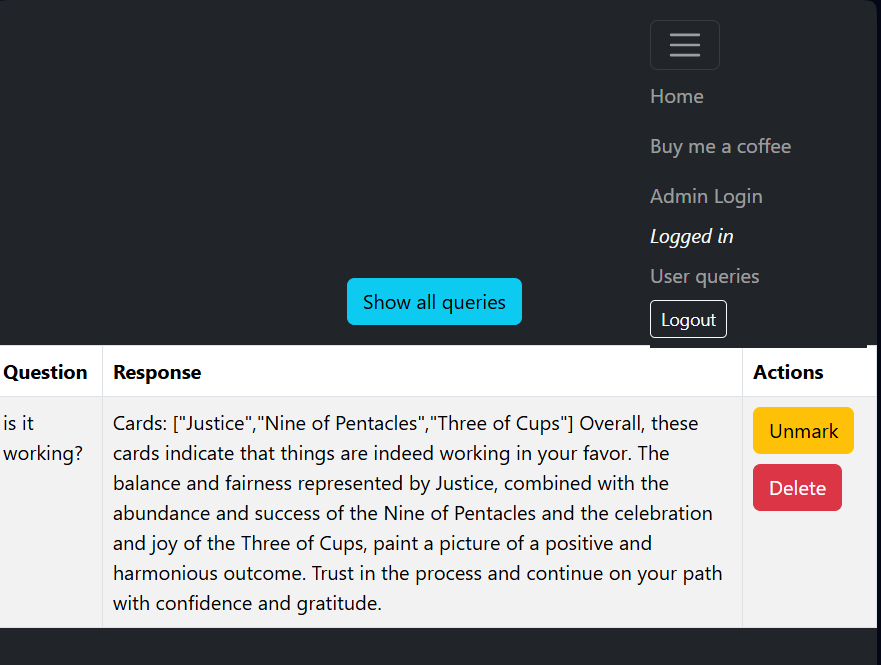 Home
Buy me a coffee
Admin Login
Logged in
User queries
Show all queries
Logout
Question
Response
Actions
is it
working?
Cards: ["Justice","Nine of Pentacles","Three of Cups"] Overall, these
cards indicate that things are indeed working in your favor. The
balance and fairness represented by Justice, combined with the
abundance and success of the Nine of Pentacles and the celebration
and joy of the Three of Cups, paint a picture of a positive and
harmonious outcome. Trust in the process and continue on your path
with confidence and gratitude.
Unmark
Delete